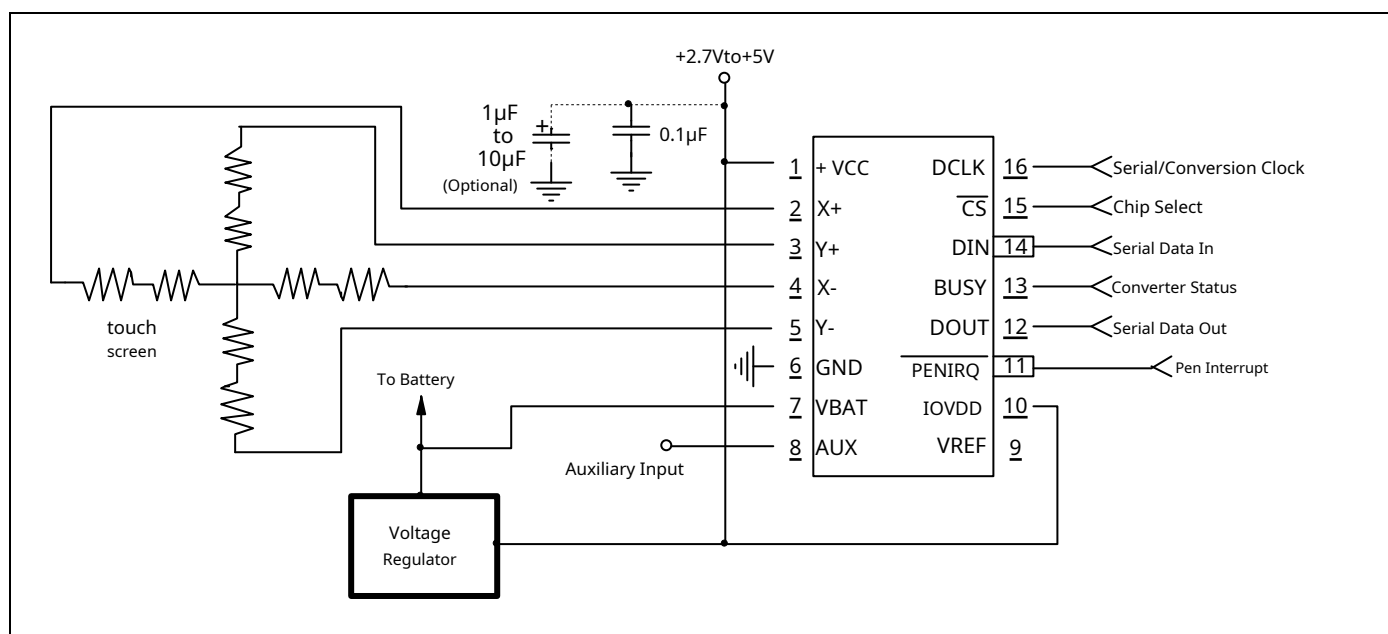 +2.7Vto+5V
1µF
to
10µF
(Optional)
+
0.1µF
1 +VCC DCLK 16 Serial/Conversion Clock
2 X+ CS 15 Chip Select
3 Y+ DIN 14 Serial Data In
4 X- BUSY 13 Converter Status
5 Y- DOUT 12 Serial Data Out
6 GND PENIRQ 11 Pen Interrupt
7 VBAT IOVDD 10
8 AUX VREF 9
touch
screen
To Battery
Auxiliary Input
Voltage
Regulator